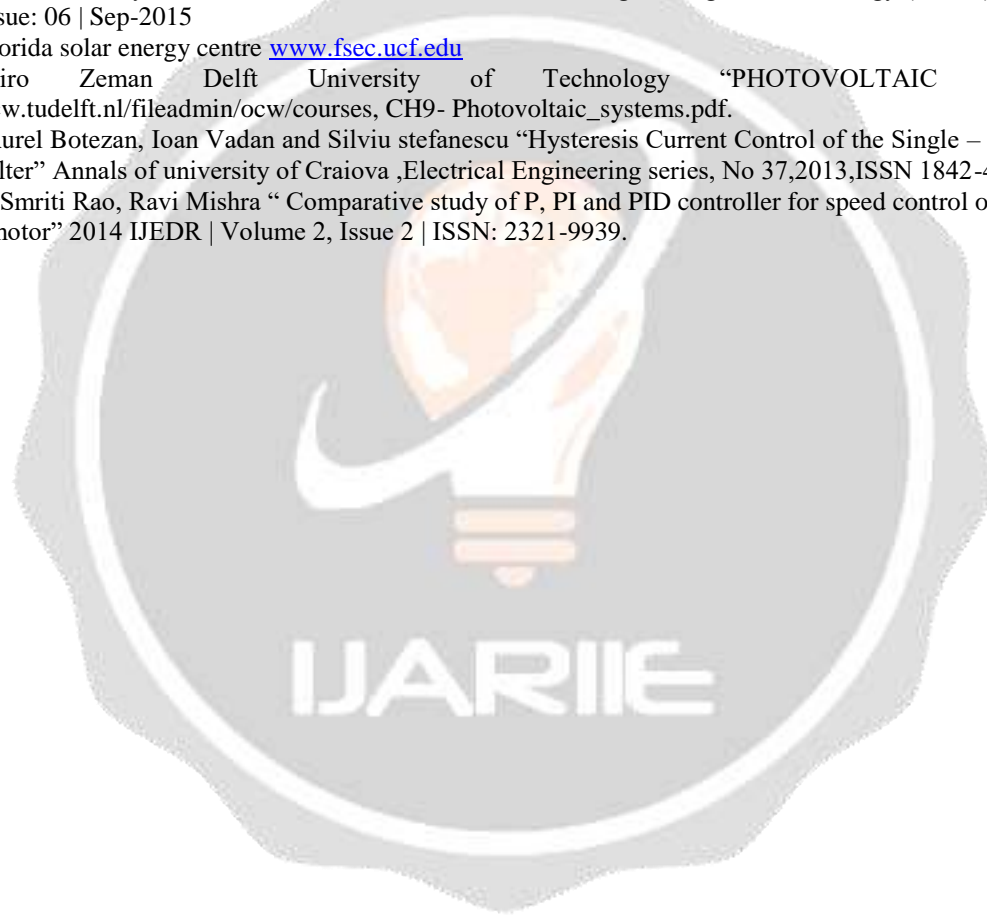 ssue: 06 | Sep-2015
orida solar energy centre www.fsec.ucf.edu
iro Zeman Delft University of Technology “PHOTOVOLTAIC
w.tudelft.nl/fileadmin/ocw/courses, CH9- Photovoltaic_systems.pdf.
urel Botezan, Ioan Vadan and Silviu stefanescu “Hysteresis Current Control of the Single –
lter” Annals of university of Craiova ,Electrical Engineering series, No 37,2013,ISSN 1842-4
Smriti Rao, Ravi Mishra “ Comparative study of P, PI and PID controller for speed control o
notor” 2014 IJEDR | Volume 2, Issue 2 | ISSN: 2321-9939.
IJARIIE